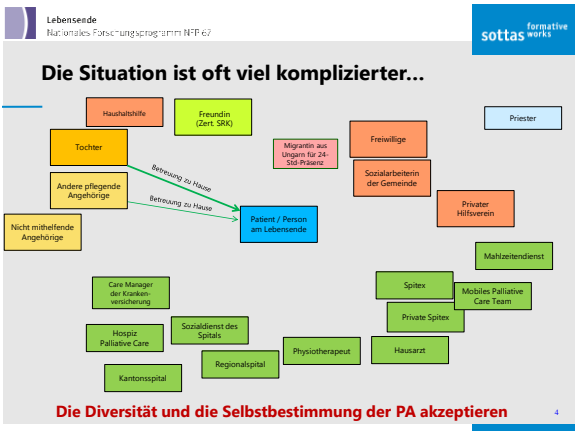 Lebensende
Nationales Forschungsprogramm NFP 67
sottas formative works
Die Situation ist oft viel komplizierter...
Haushaltshilfe
Freundin
(Zert. SRK)
Priester
Tochter
Migrantin aus
Ungarn für 24-
Std-Präsenz
Freiwillige
Betreuung zu Hause
Andere pflegende
Angehörige
Sozialarbeiterin
der Gemeinde
Betreuung zu Hause
Privater
Hilfsverein
Nicht mithelfende
Angehörige
Patient / Person
am Lebensende
Mahlzeitendienst
Care Manager
der Kranken-
versicherung
Spitex
Mobiles Palliative
Care Team
Private Spitex
Hospiz
Palliative Care
Sozialdienst des
Spitals
Physiotherapeut
Hausarzt
Regionalspital
Kantonsspital
Die Diversität und die Selbstbestimmung der PA akzeptieren
4